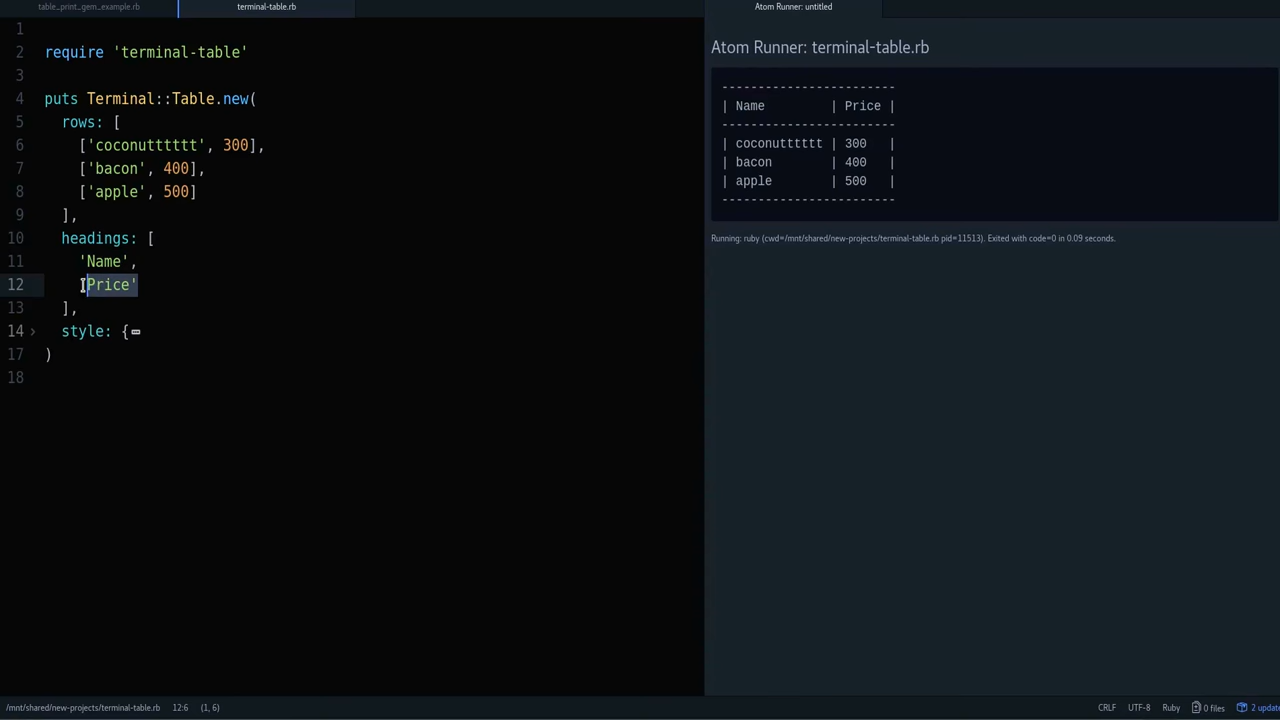 table_print_gem_example.rb
terminal-table.rb
Atom Runner: untitled
1
2 require 'terminal-table'
3
4 puts Terminal::Table.new(
5 rows: [
6 ['coconutttttt', 300],
7 ['bacon', 400],
8 ['apple', 500]
9 ],
10 headings: [
11 'Name',
12 'Price'
13 ],
14 style: {
17 )
18
Atom Runner: terminal-table.rb
------------------------
| Name | Price |
------------------------
| coconutttttt | 300 |
| bacon | 400 |
| apple | 500 |
------------------------
Running: ruby (cwd=/mnt/shared/new-projects/terminal-table.rb pid=11513). Exited with code=0 in 0.09 seconds.
/mnt/shared/new-projects/terminal-table.rb 12:6 (1, 6)
CRLF UTF-8 Ruby 0 files 2 update